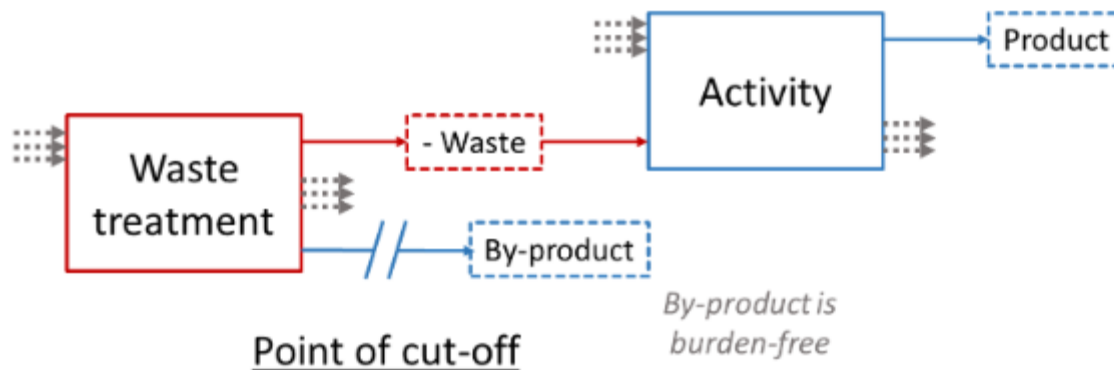 Product
Activity
- Waste
Waste
treatment
By-product
By-product is
burden-free
Point of cut-off